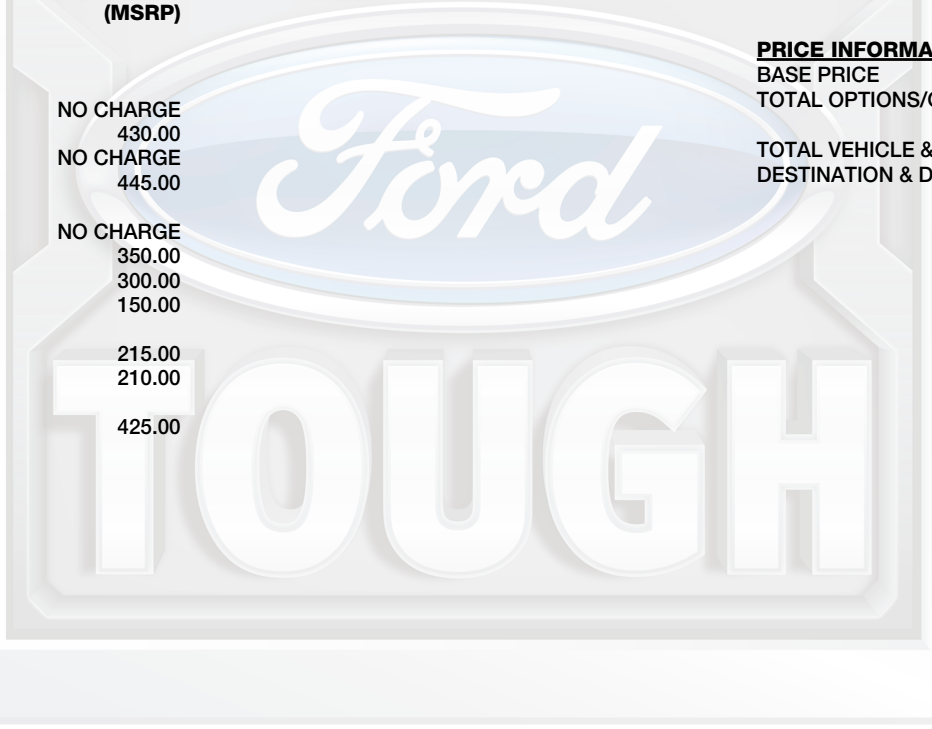 (MSRP)
NO CHARGE
430.00
NO CHARGE
445.00
NO CHARGE
350.00
300.00
150.00
215.00
210.00
425.00
PRICE INFORMA
BASE PRICE
TOTAL OPTIONS/
TOTAL VEHICLE &
DESTINATION & D
Ford
TOUGH